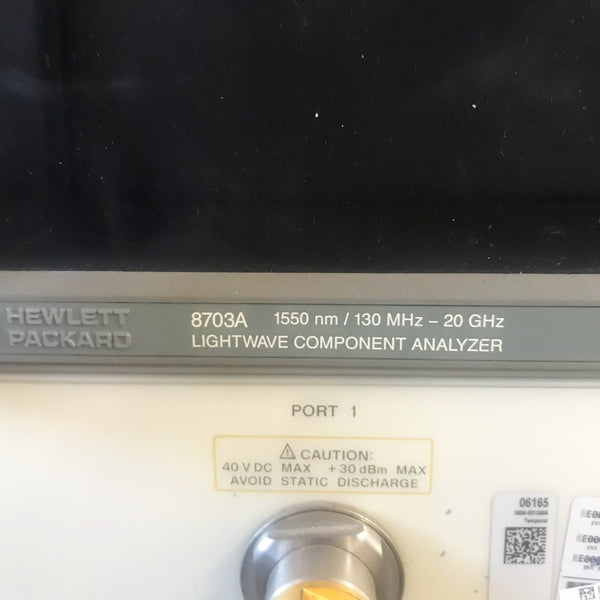 HEWLETT
PACKARD
8703A 1550 nm / 130 MHz – 20 GHz
LIGHTWAVE COMPONENT ANALYZER
PORT 1
⚠ CAUTION:
40 V DC MAX +30 dBm MAX
AVOID STATIC DISCHARGE
06165
Temporal